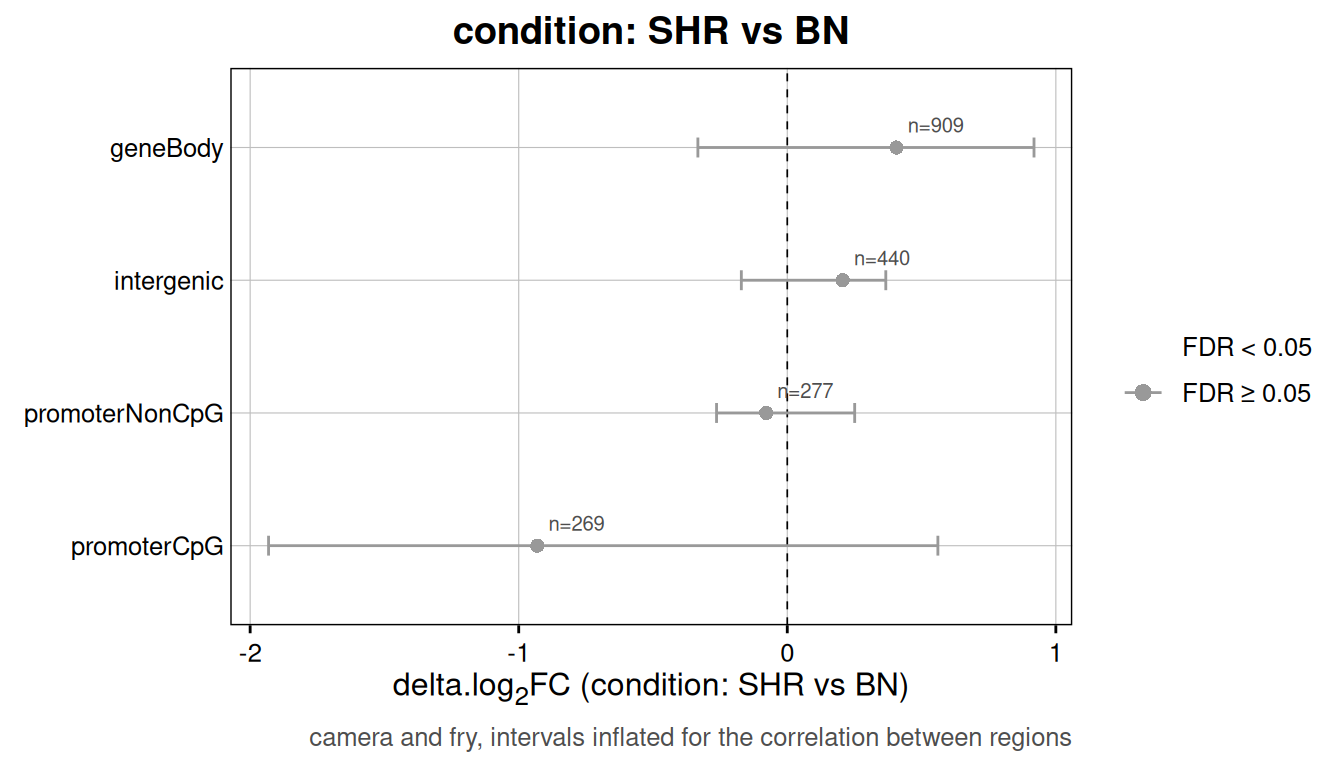 condition: SHR vs BN
geneBody
n=909
intergenic
n=440
promoterNonCpG
n=277
promoterCpG
n=269
FDR < 0.05
FDR ≥ 0.05
-2 -1 0 1
delta.log2FC (condition: SHR vs BN)
camera and fry, intervals inflated for the correlation between regions